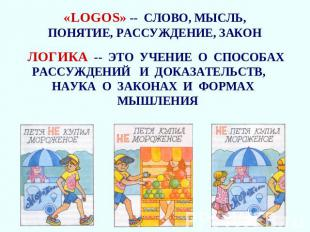 «LOGOS» -- СЛОВО, МЫСЛЬ,
ПОНЯТИЕ, РАССУЖДЕНИЕ, ЗАКОН
ЛОГИКА -- ЭТО УЧЕНИЕ О СПОСОБАХ
РАССУЖДЕНИЙ И ДОКАЗАТЕЛЬСТВ,
НАУКА О ЗАКОНАХ И ФОРМАХ
МЫШЛЕНИЯ
ПЕТЯ НЕ КУПИЛ
МОРОЖЕНОЕ
ПЕТЯ КУПИЛ
НЕ МОРОЖЕНОЕ
НЕ ПЕТЯ КУПИЛ
МОРОЖЕНОЕ